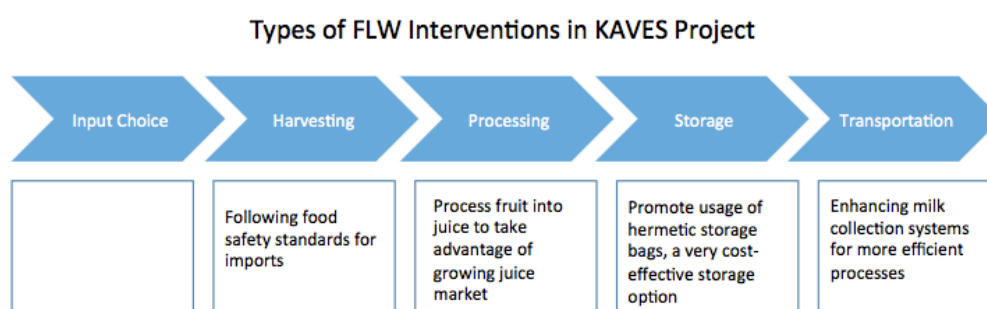 Types of FLW Interventions in KAVES Project
Input Choice
Harvesting
Processing
Storage
Transportation
Following food
safety standards for
imports
Process fruit into
juice to take
advantage of
growing juice
market
Promote usage of
hermetic storage
bags, a very cost-
effective storage
option
Enhancing milk
collection systems
for more efficient
processes